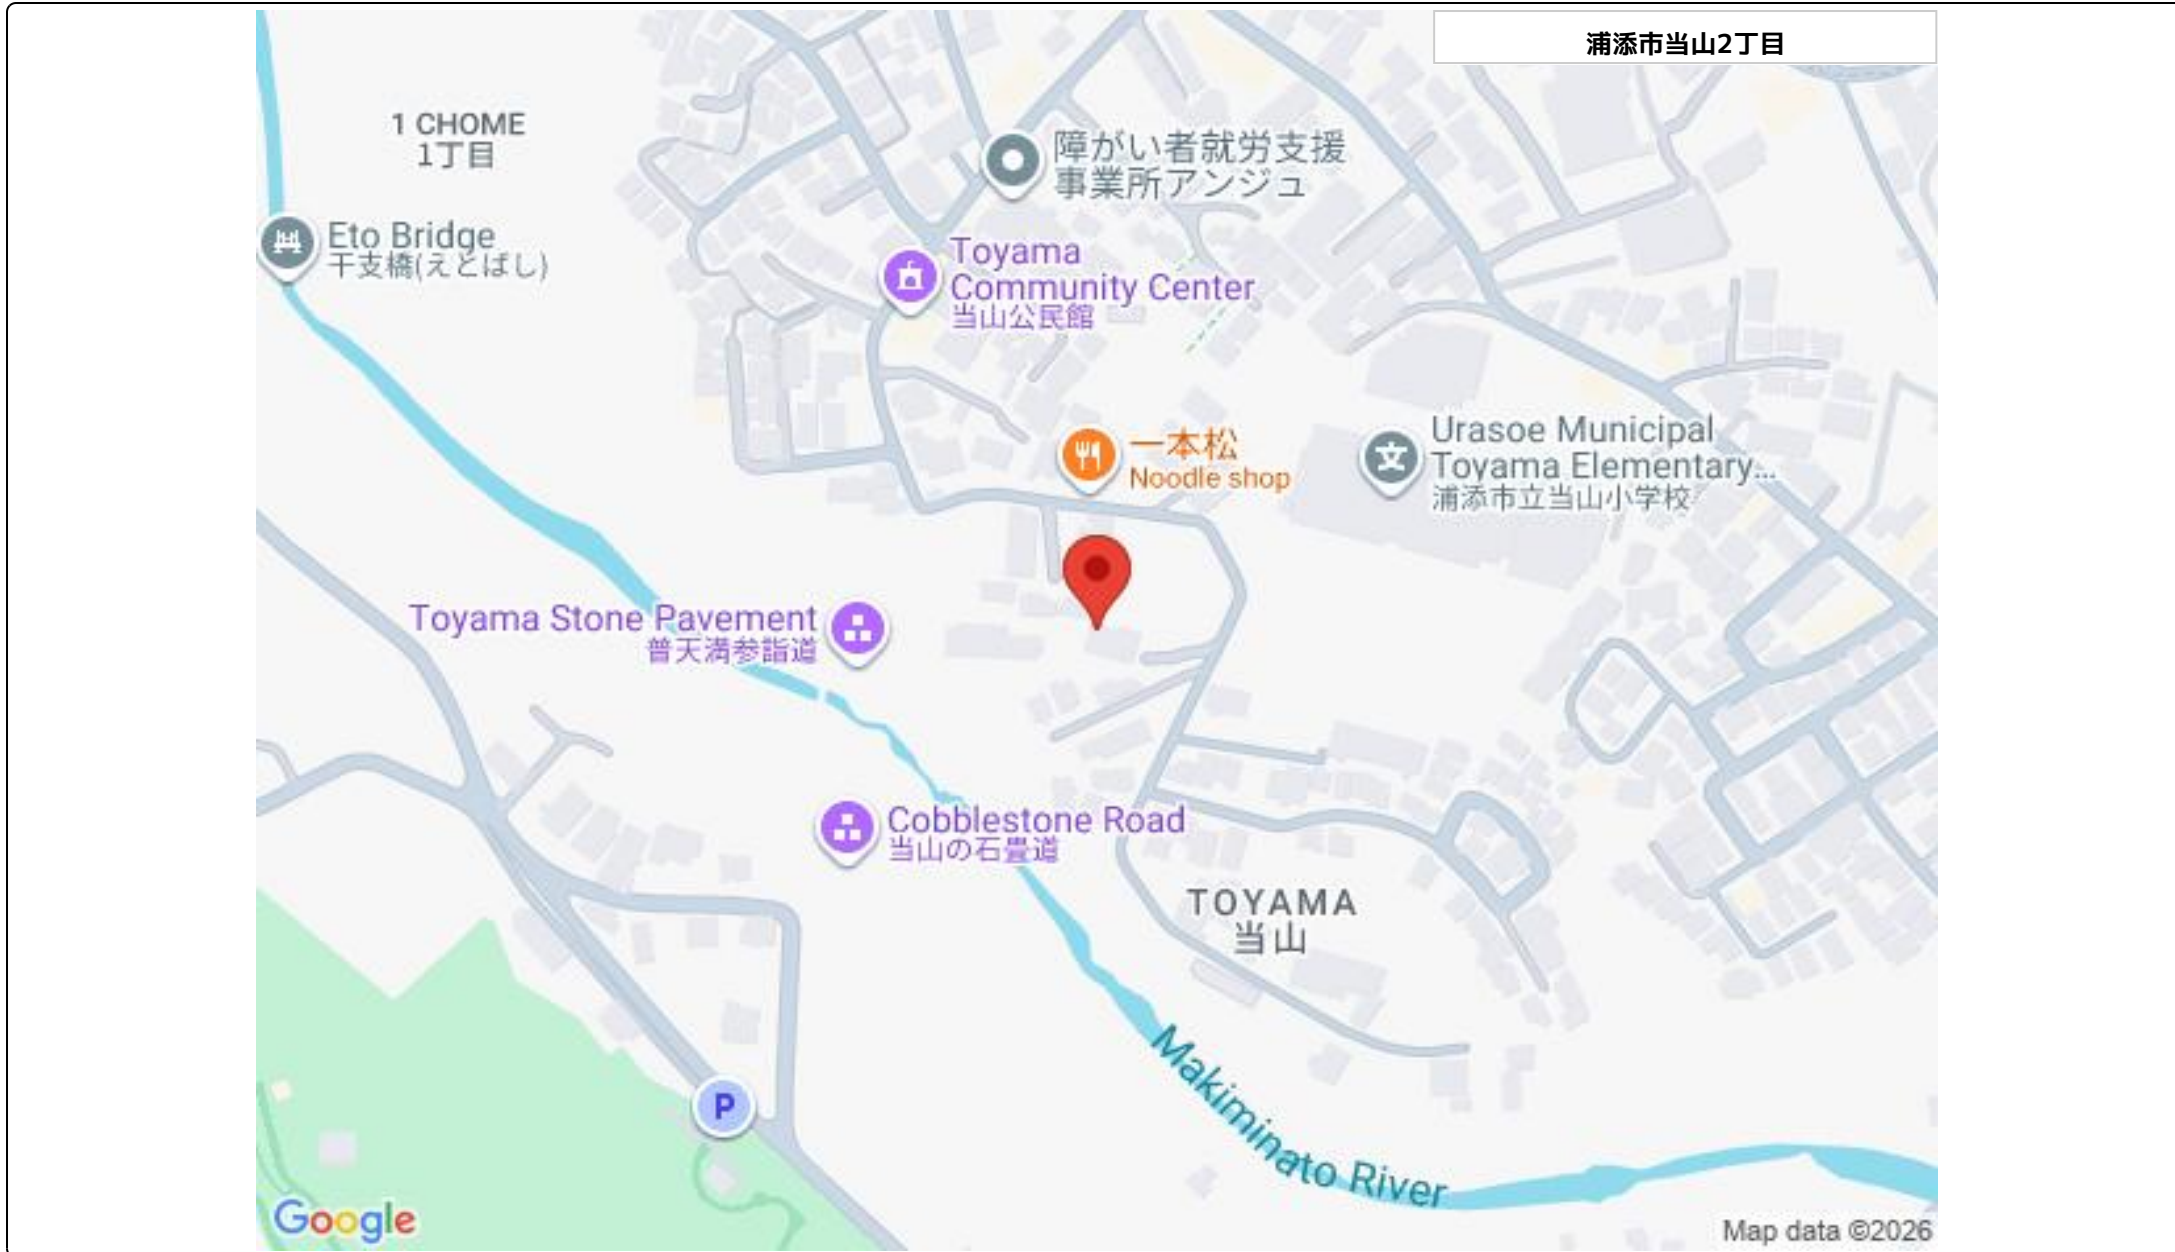 浦添市当山2丁目
1 CHOME
1丁目
障がい者就労支援
事業所アンジュ
Eto Bridge
干支橋(えとばし)
Toyama
Community Center
当山公民館
一本松
Noodle shop
Urasoe Municipal
Toyama Elementary...
浦添市立当山小学校
Toyama Stone Pavement
普天満参詣道
Cobblestone Road
当山の石畳道
TOYAMA
当山
Makiminato River
P
Google
Map data ©2026